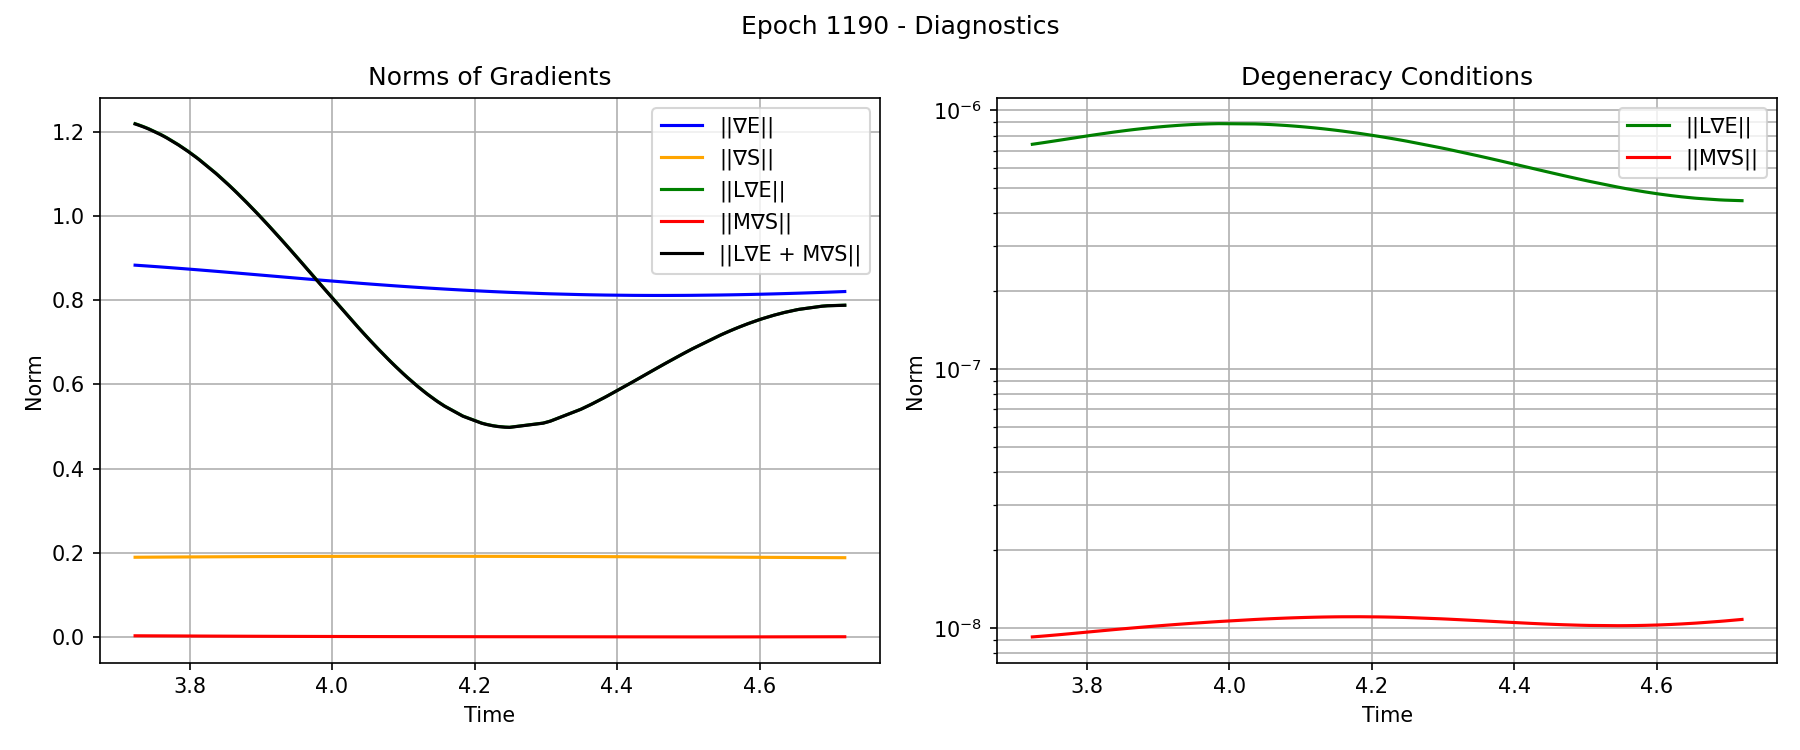 Epoch 1190 - Diagnostics
Norms of Gradients
Norm
1.2
1.0
0.8
0.6
0.4
0.2
0.0
||∇E||
||∇S||
||L∇E||
||M∇S||
||L∇E + M∇S||
3.8
4.0
4.2
4.4
4.6
Time
Degeneracy Conditions
Norm
10⁻⁶
10⁻⁷
10⁻⁸
||L∇E||
||M∇S||
3.8
4.0
4.2
4.4
4.6
Time